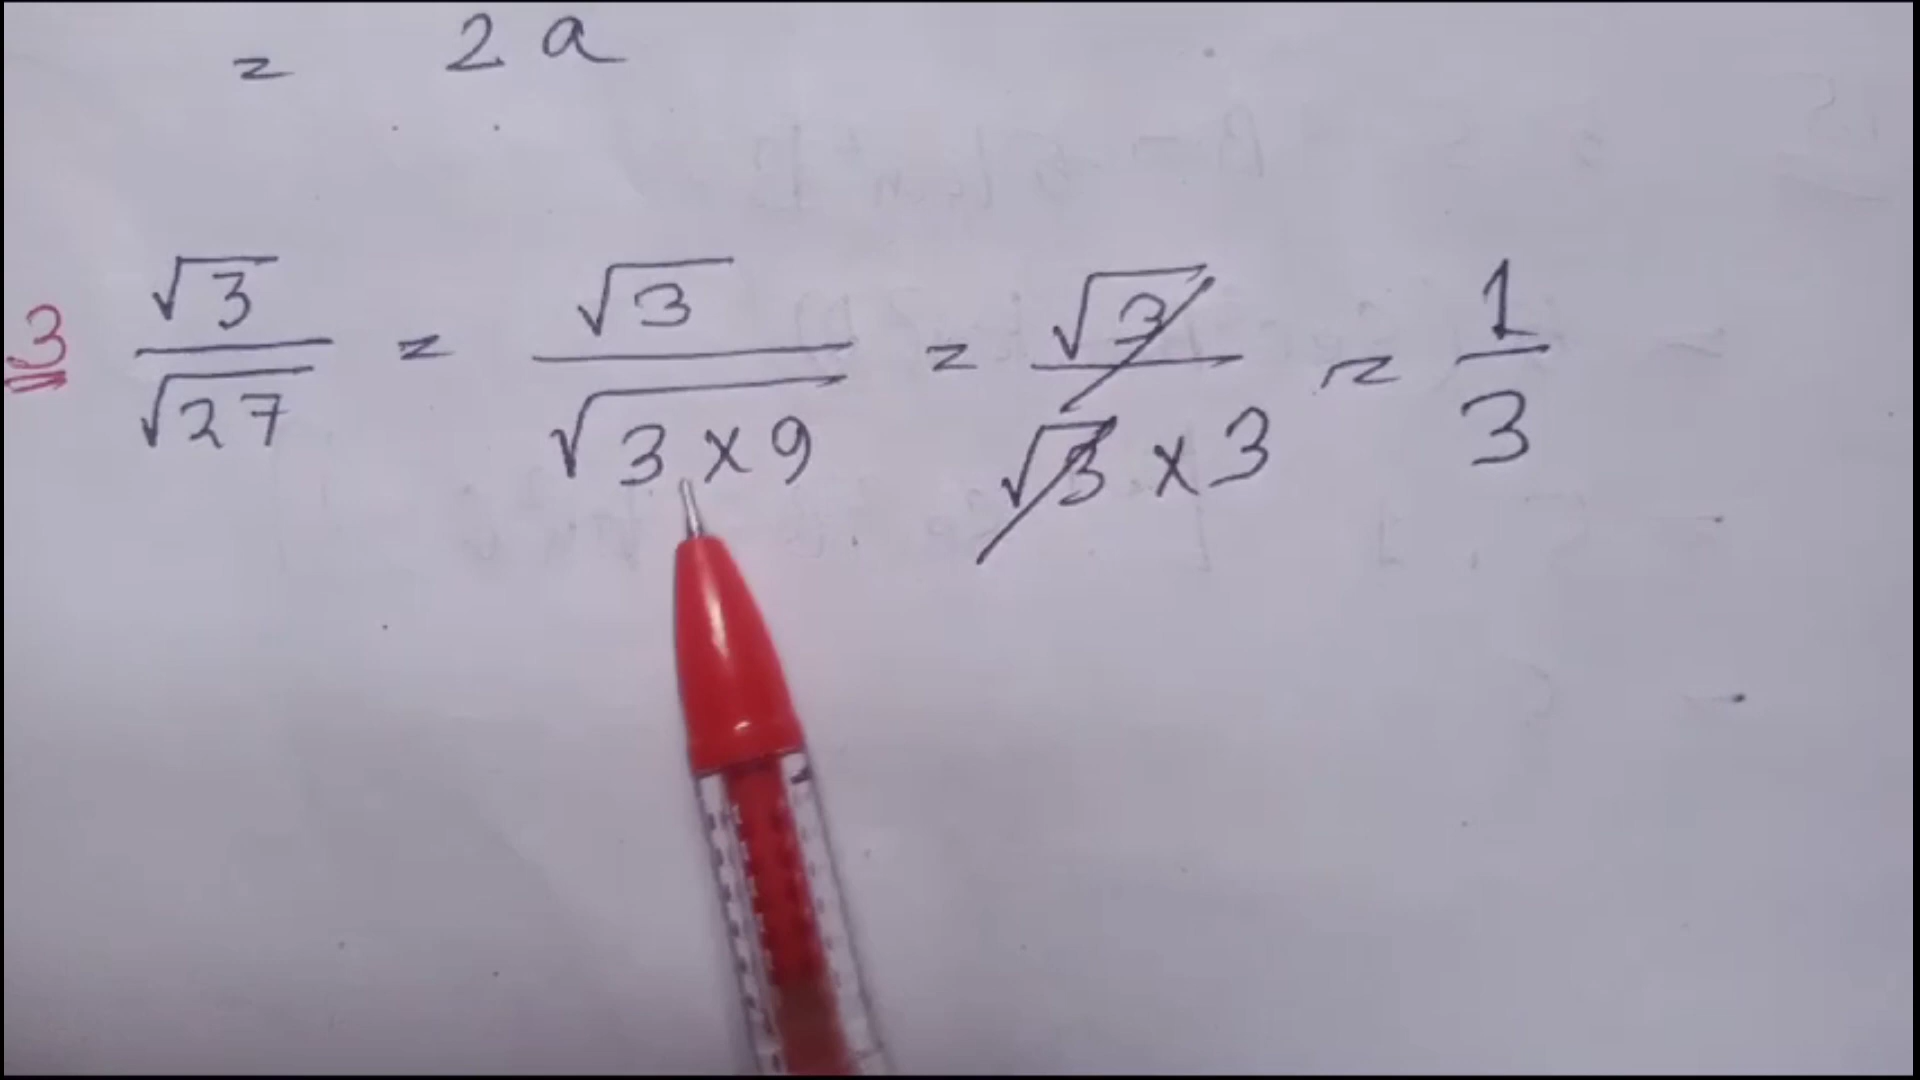 = 2a
3 √3/√27 = √3/√(3×9) = √3/(√3×3) = 1/3